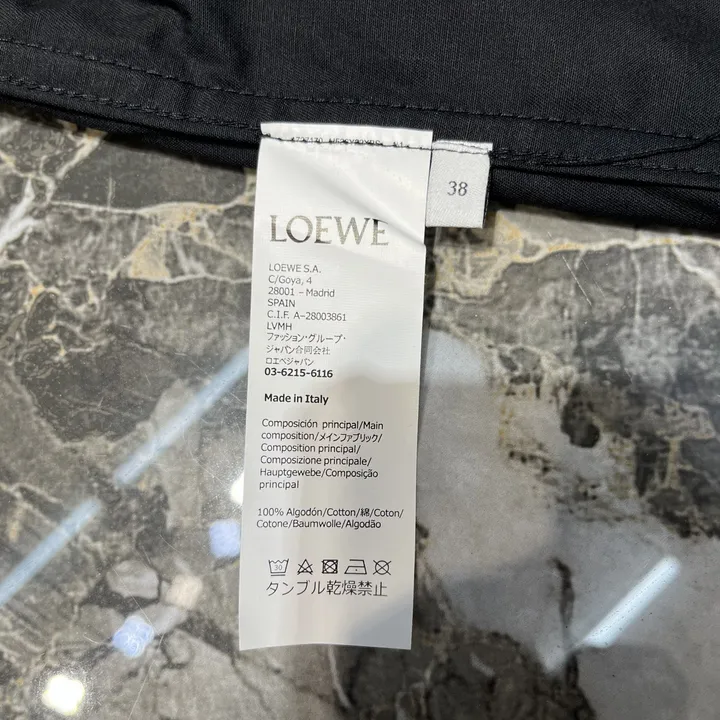 38
LOEWE
LOEWE S.A.
C/Goya, 4
28001 – Madrid
SPAIN
C.I.F. A–28003861
LVMH
ファッション・グループ・
ジャパン合同会社
ロエベジャパン
03-6215-6116
Made in Italy
Composición principal/Main
composition/メインファブリック/
Composition principal/
Composizione principale/
Hauptgewebe/Composição
principal
100% Algodón/Cotton/綿/Coton/
Cotone/Baumwolle/Algodão
30
タンブル乾燥禁止